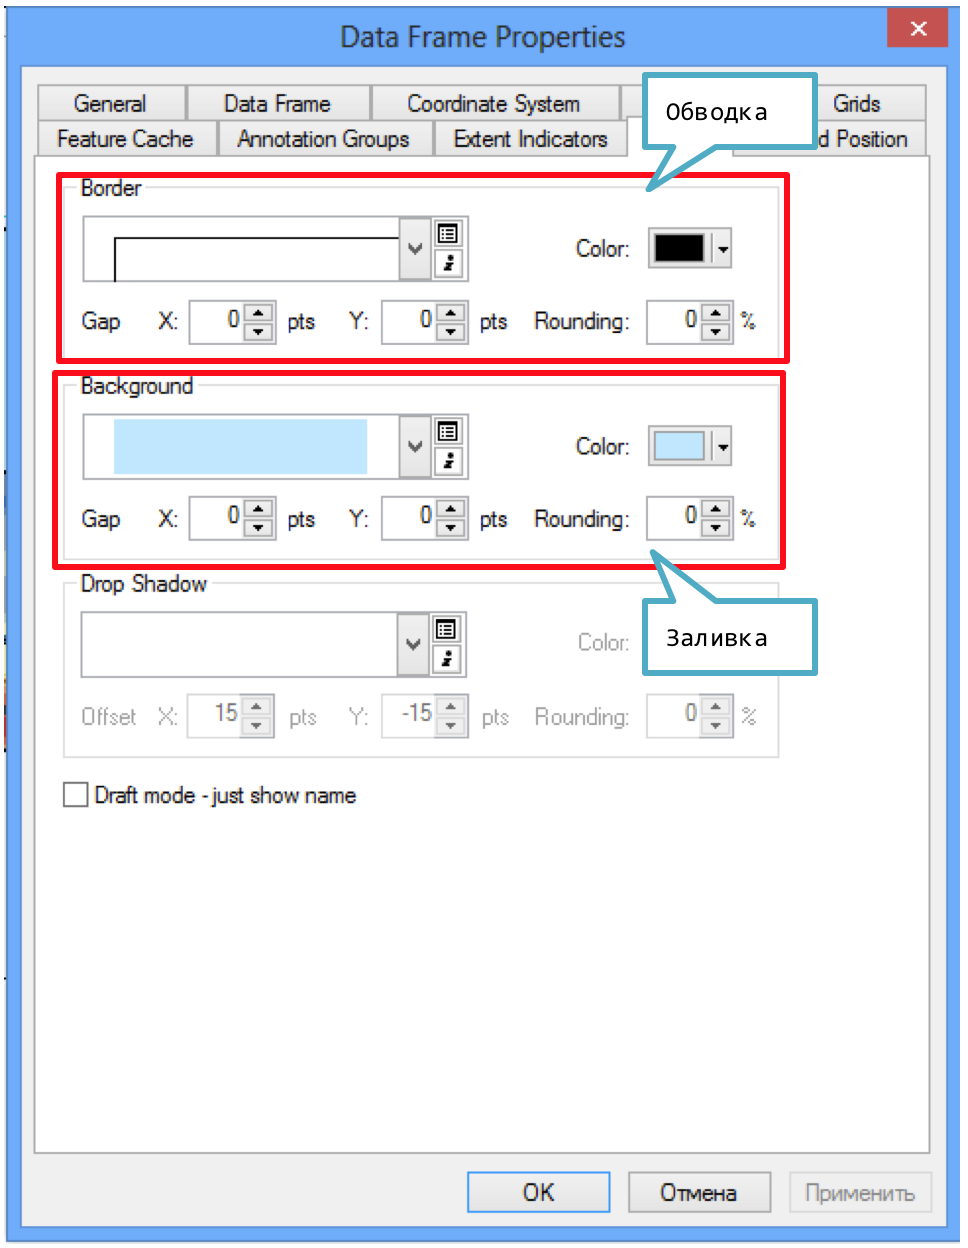 Data Frame Properties
General Data Frame Coordinate System Grids
Обводка
Feature Cache Annotation Groups Extent Indicators d Position
Border
Color:
Gap X: 0 pts Y: 0 pts Rounding: 0 %
Background
Color:
Gap X: 0 pts Y: 0 pts Rounding: 0 %
Drop Shadow
Заливка
Color:
Offset X: 15 pts Y: -15 pts Rounding: 0 %
Draft mode - just show name
OK Отмена Применить